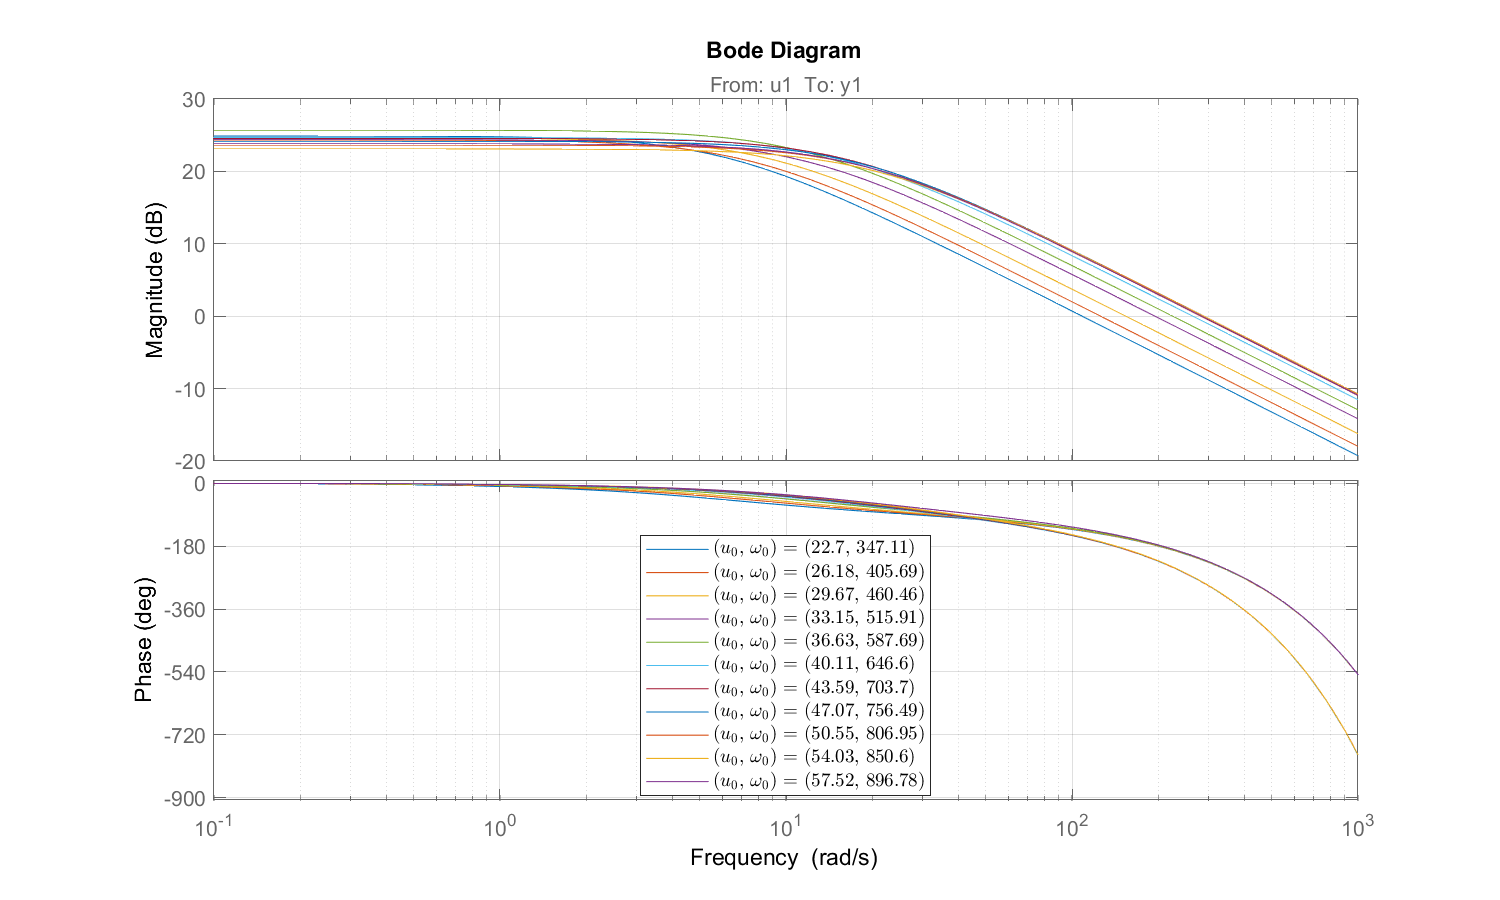 Bode Diagram
From: u1 To: y1
Magnitude (dB)
30
20
10
0
-10
-20
Phase (deg)
0
-180
-360
-540
-720
-900
(u₀, ω₀) = (22.7, 347.11)
(u₀, ω₀) = (26.18, 405.69)
(u₀, ω₀) = (29.67, 460.46)
(u₀, ω₀) = (33.15, 515.91)
(u₀, ω₀) = (36.63, 587.69)
(u₀, ω₀) = (40.11, 646.6)
(u₀, ω₀) = (43.59, 703.7)
(u₀, ω₀) = (47.07, 756.49)
(u₀, ω₀) = (50.55, 806.95)
(u₀, ω₀) = (54.03, 850.6)
(u₀, ω₀) = (57.52, 896.78)
10⁻¹ 10⁰ 10¹ 10² 10³
Frequency (rad/s)